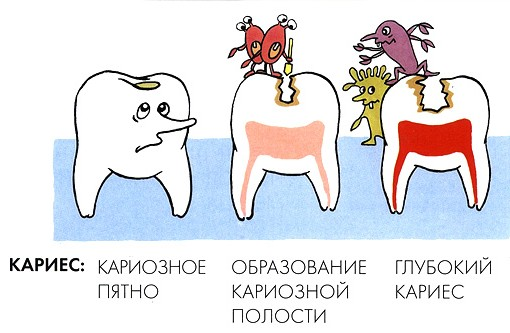 КАРИЕС: КАРИОЗНОЕ ПЯТНО
ОБРАЗОВАНИЕ КАРИОЗНОЙ ПОЛОСТИ
ГЛУБОКИЙ КАРИЕС